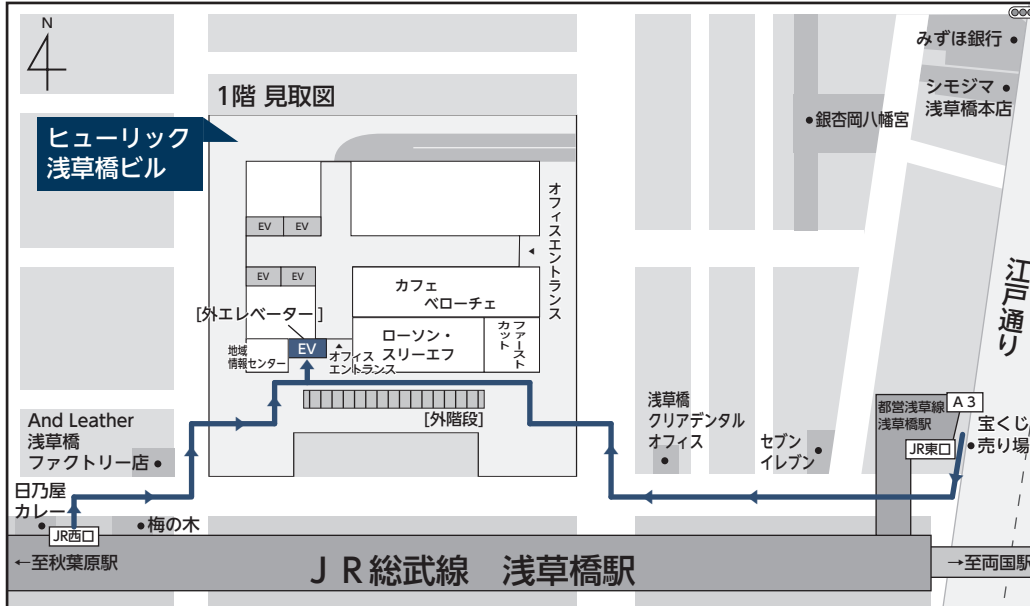 N
みずほ銀行
シモジマ
浅草橋本店
銀杏岡八幡宮
1階 見取図
ヒューリック
浅草橋ビル
EV
EV
EV
EV
オフィスエントランス
カフェ
ベローチェ
[外エレベーター]
ローソン・
スリーエフ
ファースト
カット
地域
情報センター
EV
オフィス
エントランス
[外階段]
江戸通り
And Leather
浅草橋
ファクトリー店
浅草橋
クリアデンタル
オフィス
セブン
イレブン
都営浅草線
浅草橋駅
A3
JR東口
宝くじ
売り場
日乃屋
カレー
梅の木
JR西口
←至秋葉原駅
JR総武線 浅草橋駅
→至両国駅